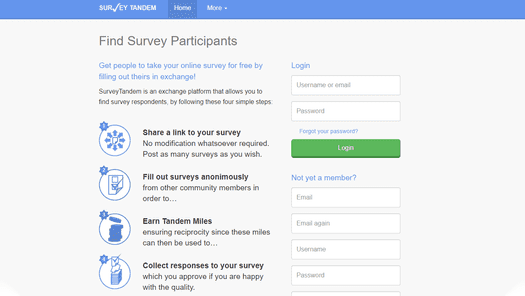 SURVEY TANDEM Home More
Find Survey Participants
Get people to take your online survey for free by
filling out theirs in exchange!
SurveyTandem is an exchange platform that allows you to
find survey respondents, by following these four simple steps:
Share a link to your survey
No modification whatsoever required.
Post as many surveys as you wish.
Fill out surveys anonimously
from other community members in
order to...
Earn Tandem Miles
ensuring reciprocity since these miles
can then be used to...
Collect responses to your survey
which you approve if you are happy
with the quality.
Login
Username or email
Password
Forgot your password?
Login
Not yet a member?
Email
Email again
Username
Password